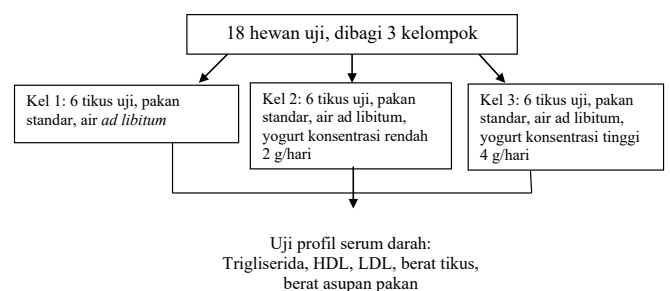 18 hewan uji, dibagi 3 kelompok
Kel 1: 6 tikus uji, pakan
standar, air ad libitum
Kel 2: 6 tikus uji, pakan
standar, air ad libitum,
yogurt konsentrasi rendah
2 g/hari
Kel 3: 6 tikus uji, pakan
standar, air ad libitum,
yogurt konsentrasi tinggi
4 g/hari
Uji profil serum darah:
Trigliserida, HDL, LDL, berat tikus,
berat asupan pakan